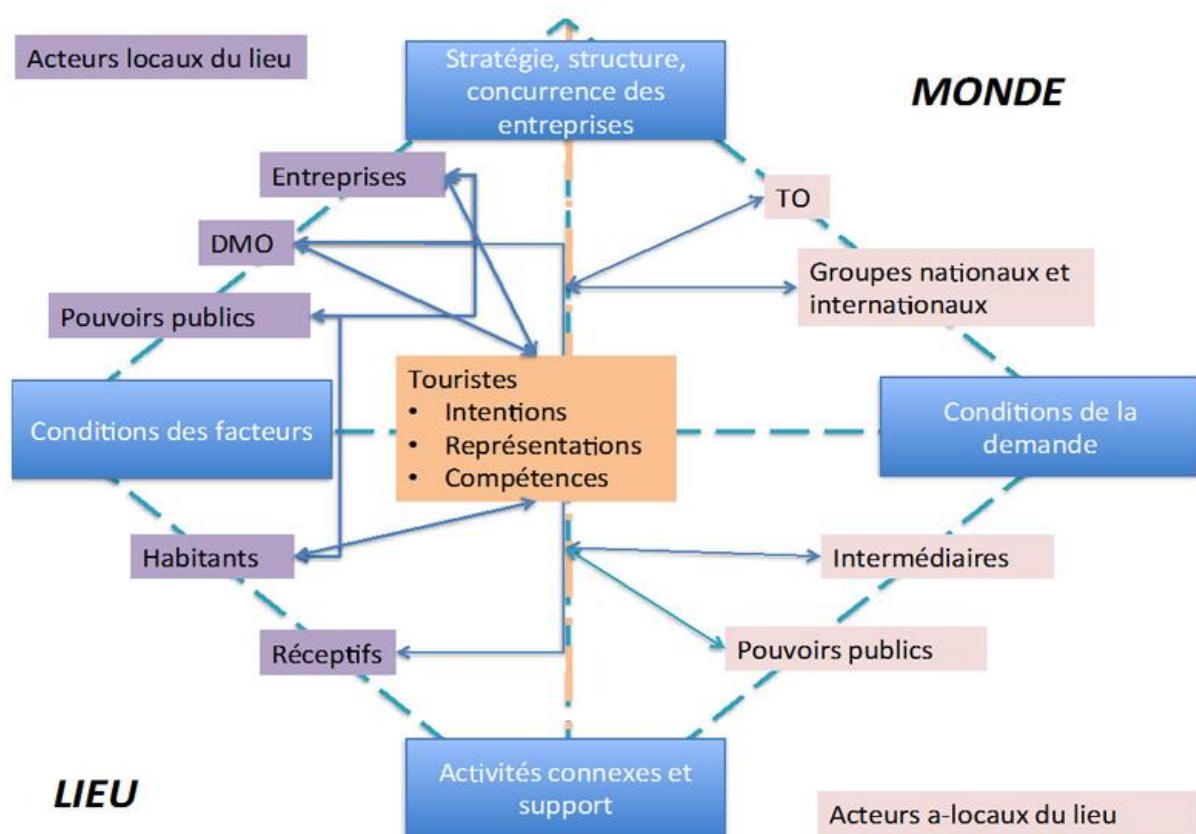 Acteurs locaux du lieu
Stratégie, structure,
concurrence des
entreprises
MONDE
Entreprises
TO
DMO
Groupes nationaux et
internationaux
Pouvoirs publics
Touristes
• Intentions
• Représentations
• Compétences
Conditions des facteurs
Conditions de la
demande
Habitants
Intermédiaires
Réceptifs
Pouvoirs publics
LIEU
Activités connexes et
support
Acteurs a-locaux du lieu